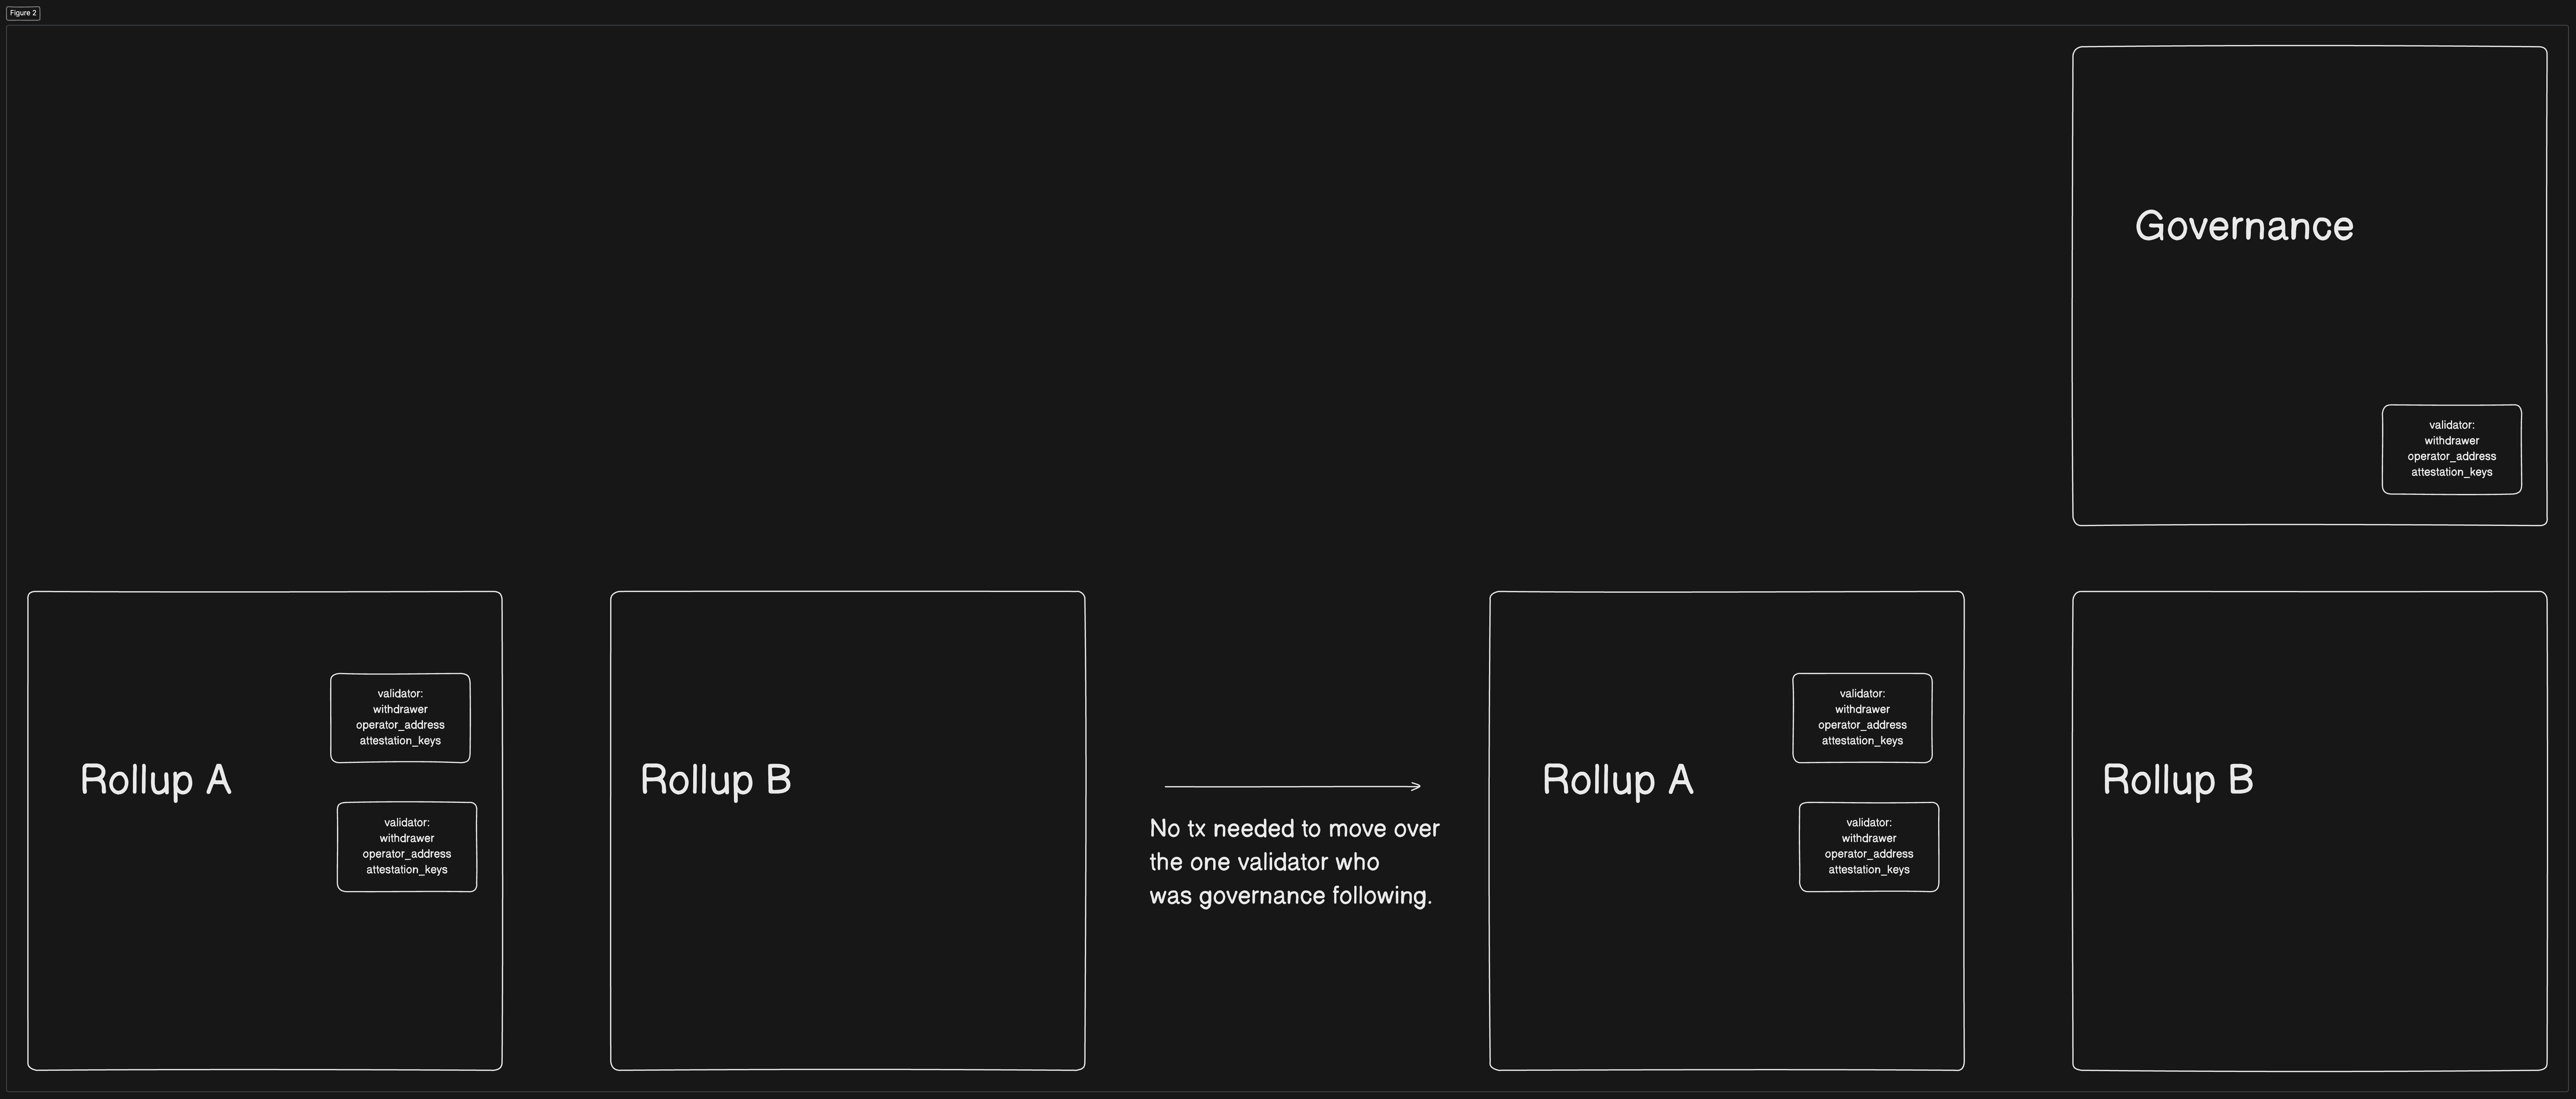 Figure 2
Governance
validator:
withdrawer
operator_address
attestation_keys
Rollup A
validator:
withdrawer
operator_address
attestation_keys
validator:
withdrawer
operator_address
attestation_keys
Rollup B
No tx needed to move over
the one validator who
was governance following.
Rollup A
validator:
withdrawer
operator_address
attestation_keys
validator:
withdrawer
operator_address
attestation_keys
Rollup B